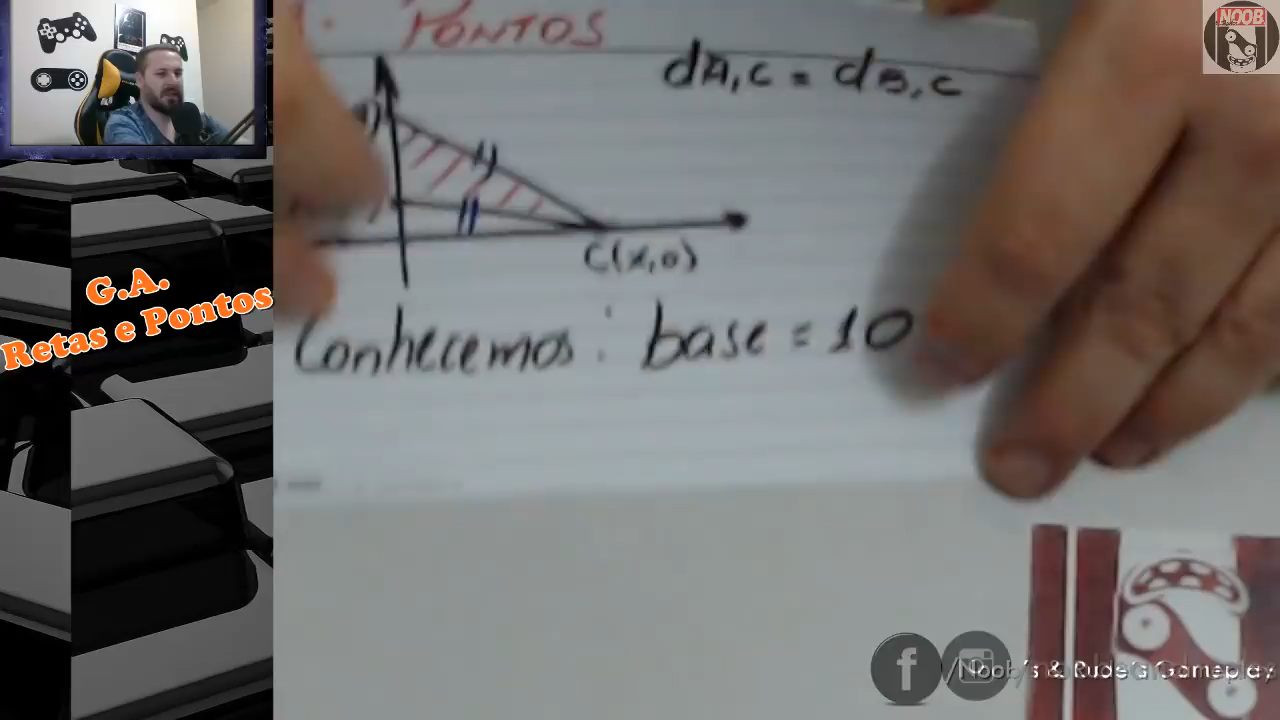 PONTOS
dA,c = dB,c
C(x,0)
Conhecemos: base = 10
G.A.
Retas e Pontos
NOOB
/Noob's & Rude's Gameplay